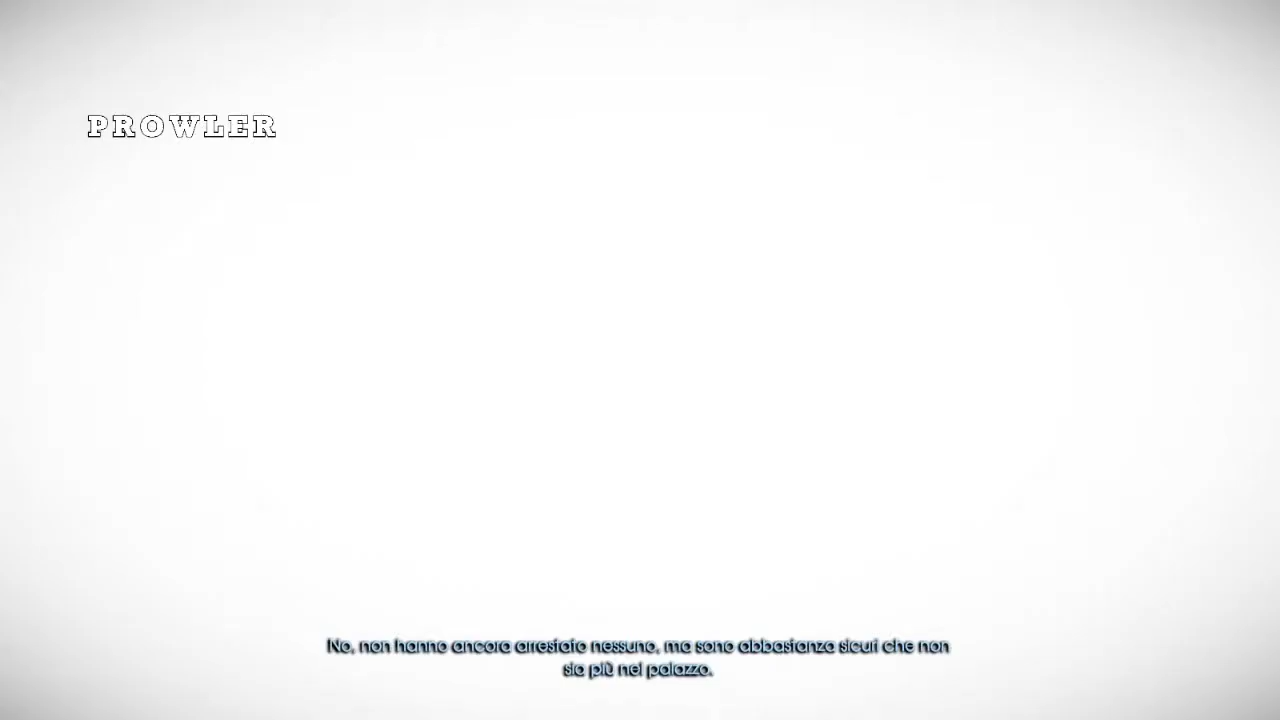 PROWLER
No, non hanno ancora arrestato nessuno, ma sono abbastanza sicuri che non
sia più nel palazzo.